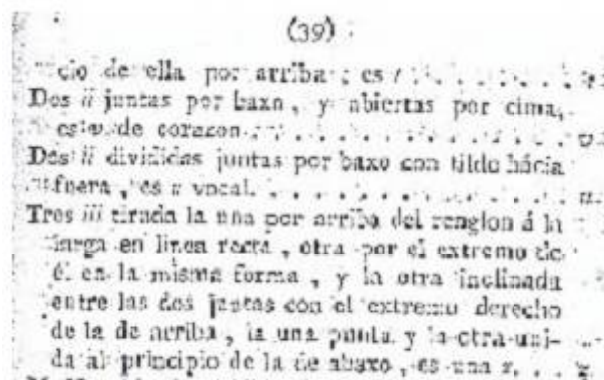 (39)
cio de ella por arriba; es r
Dos ii juntas por baxo, y abiertas por cima,
es v de corazon
Dos ii divididas juntas por baxo con tilde hácia
fuera, es u vocal.
Tres iii tirada la una por arriba del renglon á la
larga en linea recta, otra por el extremo de
él en la misma forma, y la otra inclinada
entre las dos juntas con el extremo derecho
de la de arriba, la una punta y la otra uni-
da al principio de la de abaxo, es una z. z